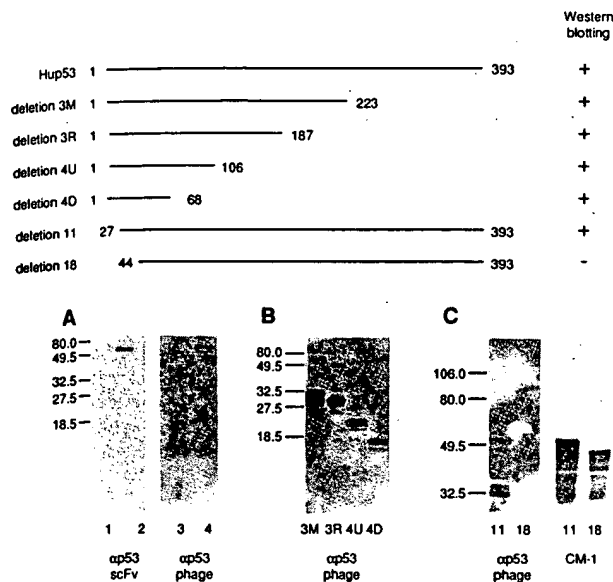 Western
blotting
Hup53 1 393 +
deletion 3M 1 223 +
deletion 3R 1 187 +
deletion 4U 1 106 +
deletion 4D 1 68 +
deletion 11 27 393 +
deletion 18 44 393 -
A B C
80.0
49.5
32.5
27.5
18.5
80.0
49.5
32.5
27.5
18.5
106.0
80.0
49.5
32.5
1 2 3 4 3M 3R 4U 4D 11 18 11 18
αp53 αp53 αp53 αp53 CM-1
scFv phage phage phage